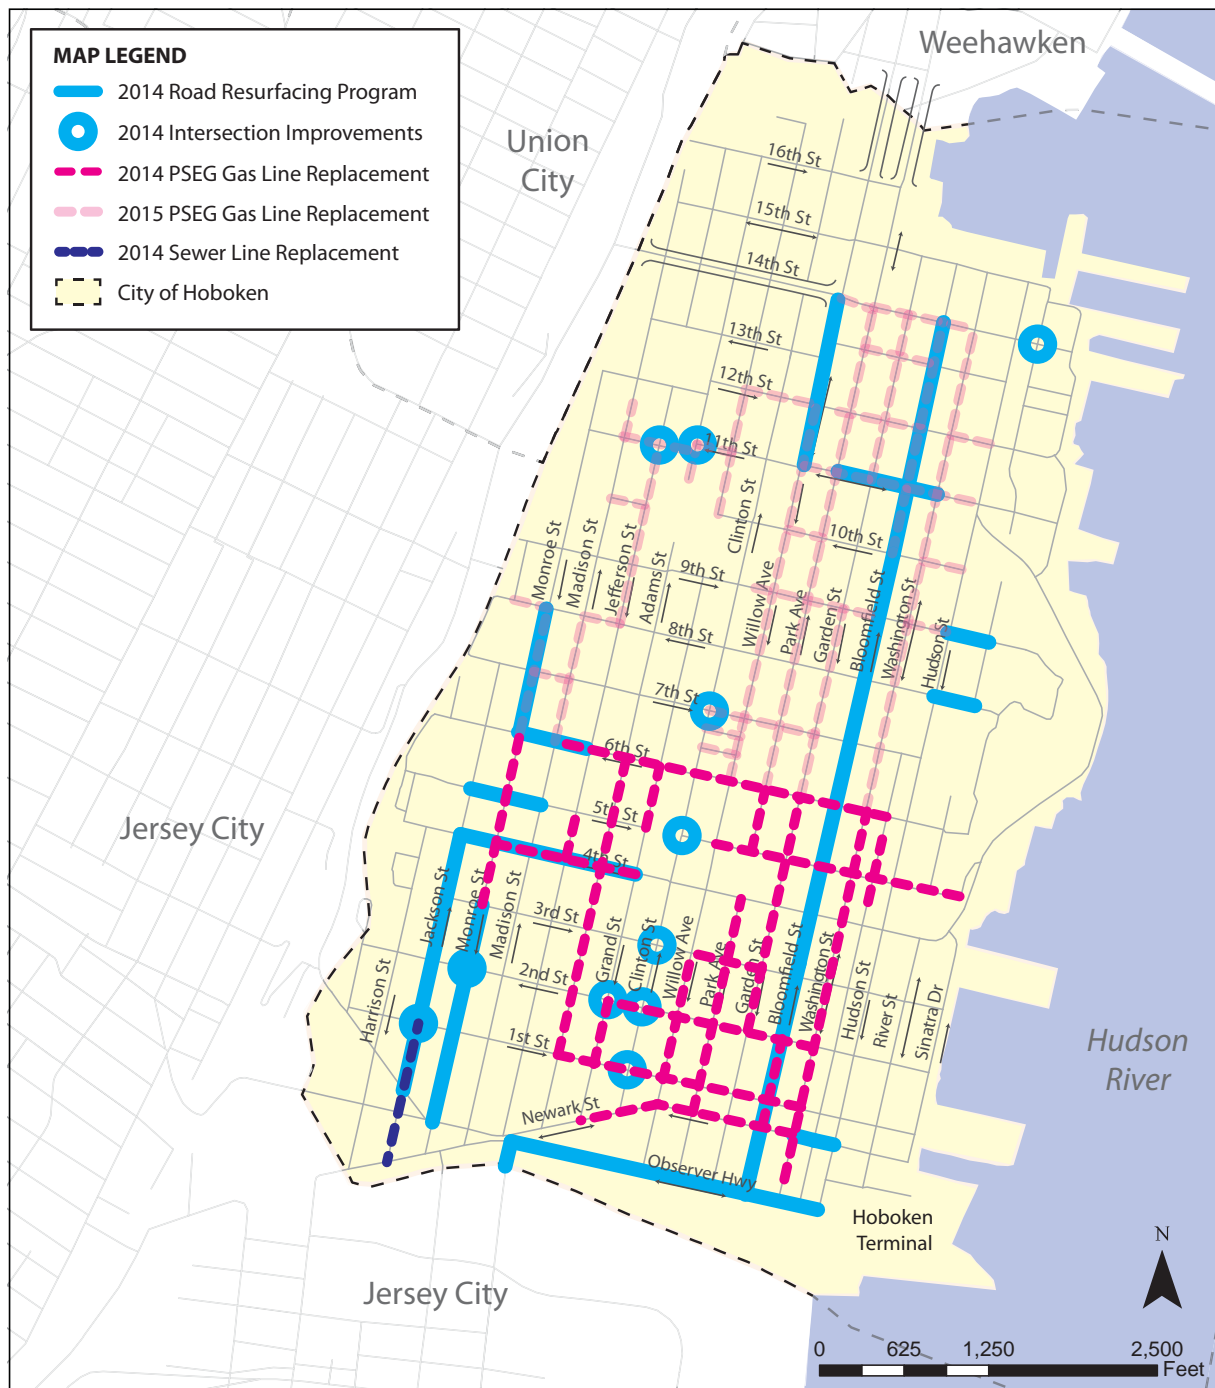 Weehawken
MAP LEGEND
2014 Road Resurfacing Program
2014 Intersection Improvements
2014 PSEG Gas Line Replacement
2015 PSEG Gas Line Replacement
2014 Sewer Line Replacement
City of Hoboken
Union
City
16th St
15th St
14th St
13th St
12th St
11th St
Clinton St
10th St
Monroe St
Madison St
Jefferson St
Adams St
9th St
Willow Ave
Park Ave
Garden St
Bloomfield St
Washington St
Hudson St
8th St
7th St
6th St
5th St
4th St
Jersey City
Jackson St
Monroe St
Madison St
3rd St
Grand St
Clinton St
Willow Ave
Park Ave
Garden St
Bloomfield St
Washington St
Hudson St
River St
Sinatra Dr
Harrison St
2nd St
1st St
Hudson
River
Newark St
Observer Hwy
Hoboken
Terminal
Jersey City
N
0 625 1,250 2,500
Feet